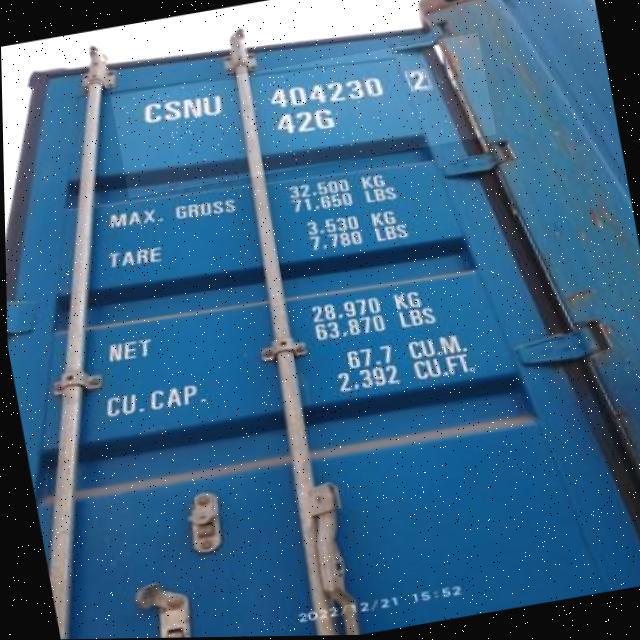 CSNU 404230 2
42G
MAX. GROSS 32.500 KG
71.650 LBS
TARE 3.530 KG
7.780 LBS
NET 28.970 KG
63.870 LBS
CU.CAP. 67.7 CU.M.
2.392 CU.FT.
2022/12/21 15:52